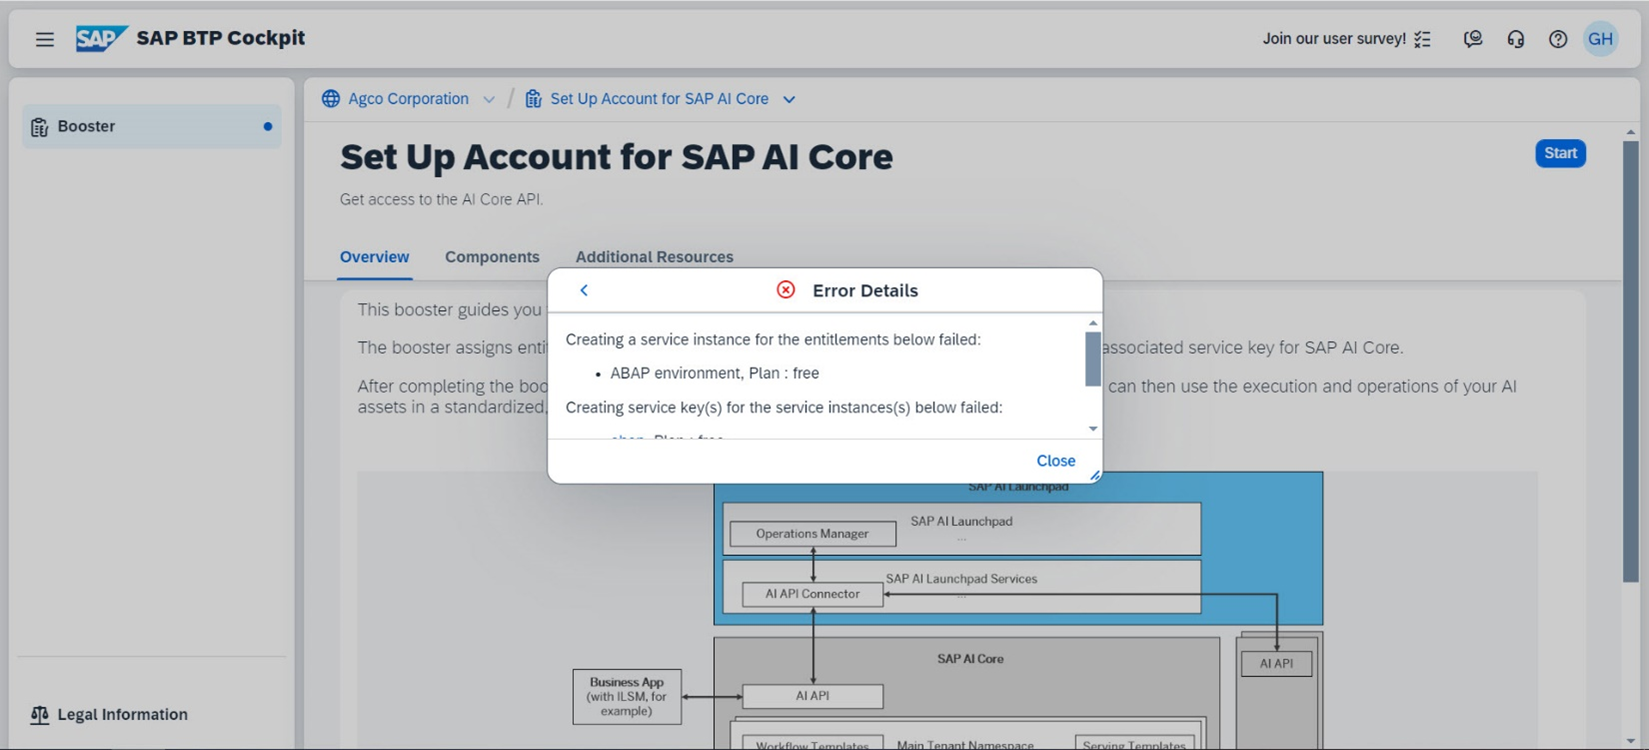 SAP SAP BTP Cockpit
Join our user survey!
GH
Booster
Agco Corporation / Set Up Account for SAP AI Core
Set Up Account for SAP AI Core
Start
Get access to the AI Core API.
Overview Components Additional Resources
This booster guides you
The booster assigns enti
associated service key for SAP AI Core.
After completing the boo
can then use the execution and operations of your AI
assets in a standardized,
Error Details
Creating a service instance for the entitlements below failed:
• ABAP environment, Plan : free
Creating service key(s) for the service instances(s) below failed:
abap, Plan : free
Close
SAP AI Launchpad
SAP AI Launchpad
Operations Manager
...
SAP AI Launchpad Services
AI API Connector
...
SAP AI Core
AI API
Business App
(with ILSM, for
example)
AI API
Workflow Templates
Main Tenant Namespace
Serving Templates
Legal Information